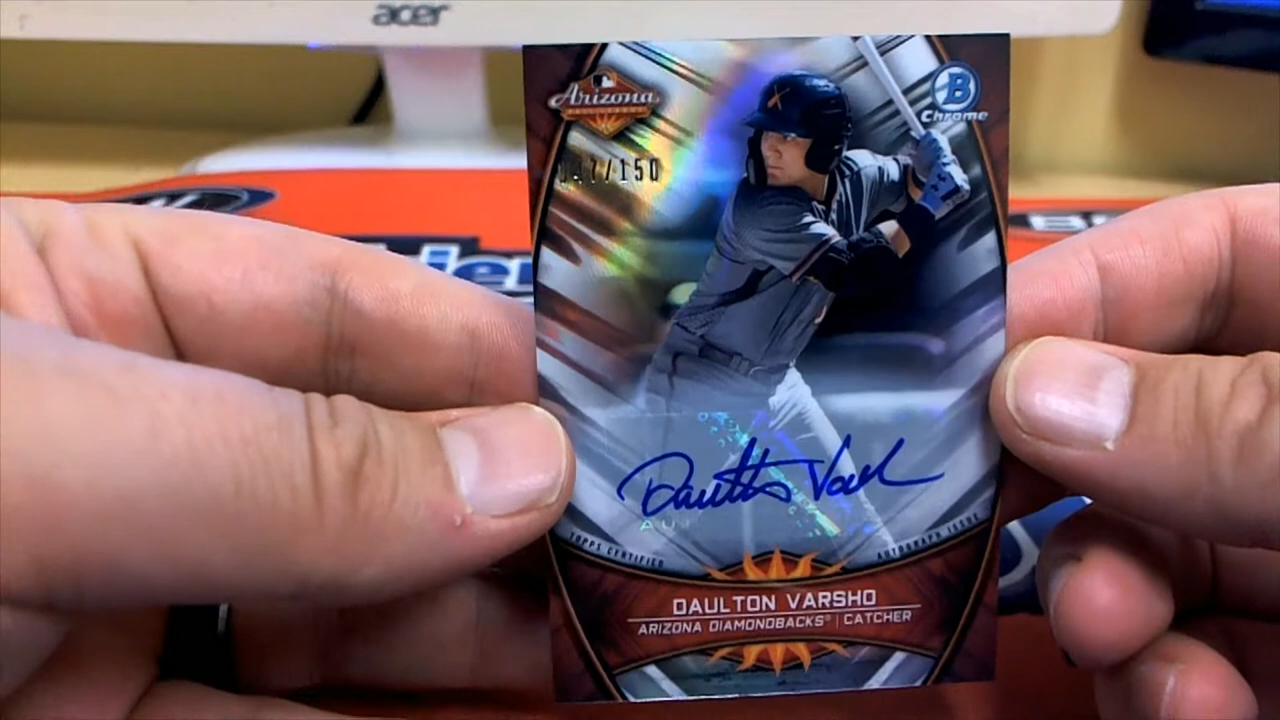 acer
Arizona
B
Chrome
/150
Daulton Varsho
TOPPS CERTIFIED
AUTOGRAPH ISSUE
DAULTON VARSHO
ARIZONA DIAMONDBACKS® | CATCHER